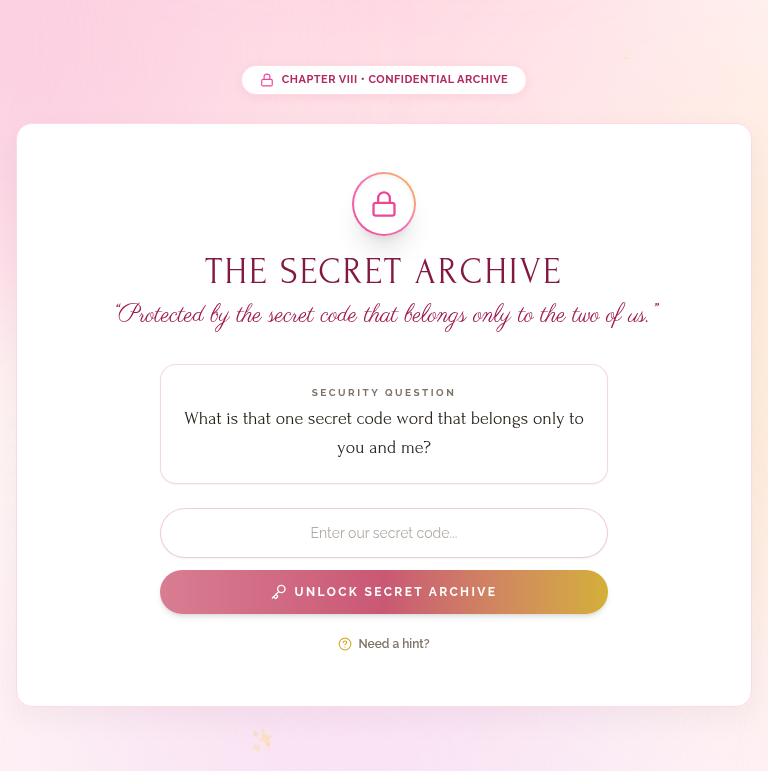 CHAPTER VIII • CONFIDENTIAL ARCHIVE
THE SECRET ARCHIVE
“Protected by the secret code that belongs only to the two of us.”
SECURITY QUESTION
What is that one secret code word that belongs only to
you and me?
Enter our secret code...
UNLOCK SECRET ARCHIVE
Need a hint?